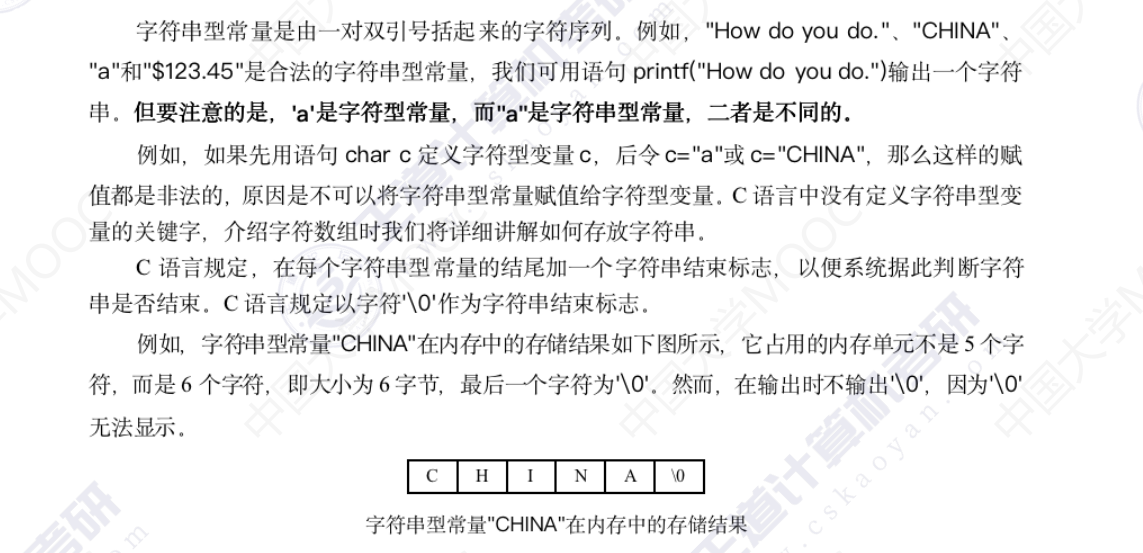 字符串型常量是由一对双引号括起来的字符序列。例如，"How do you do."、"CHINA"、
"a"和"$123.45"是合法的字符串型常量，我们可用语句 printf("How do you do.")输出一个字符
串。但要注意的是，'a'是字符型常量，而"a"是字符串型常量，二者是不同的。
例如，如果先用语句 char c 定义字符型变量 c，后令 c="a"或 c="CHINA"，那么这样的赋
值都是非法的，原因是不可以将字符串型常量赋值给字符型变量。C 语言中没有定义字符串型变
量的关键字，介绍字符数组时我们将详细讲解如何存放字符串。
C 语言规定，在每个字符串型常量的结尾加一个字符串结束标志，以便系统据此判断字符
串是否结束。C 语言规定以字符'\0'作为字符串结束标志。
例如，字符串型常量"CHINA"在内存中的存储结果如下图所示，它占用的内存单元不是 5 个字
符，而是 6 个字符，即大小为 6 字节，最后一个字符为'\0'。然而，在输出时不输出'\0'，因为'\0'
无法显示。
C H I N A \0
字符串型常量"CHINA"在内存中的存储结果